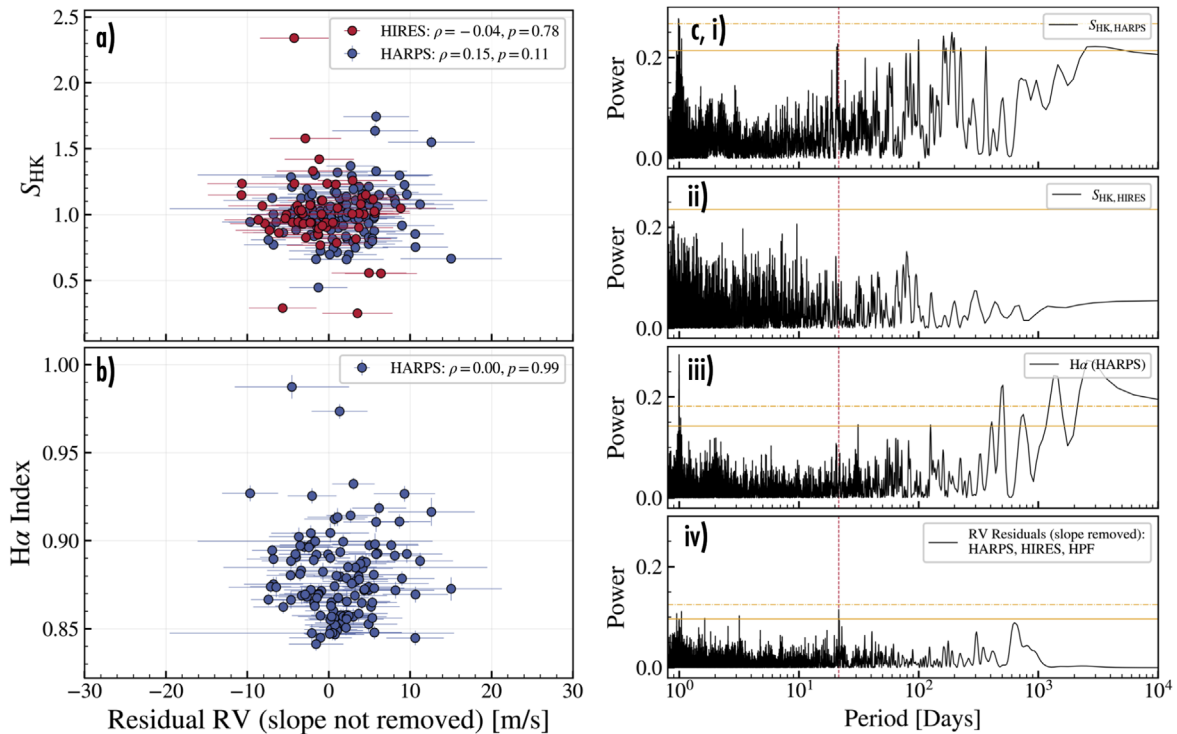 a)
HIRES: ρ = −0.04, p = 0.78
HARPS: ρ = 0.15, p = 0.11
2.5
2.0
1.5
1.0
0.5
S_HK
b)
HARPS: ρ = 0.00, p = 0.99
1.00
0.95
0.90
0.85
Hα Index
−30 −20 −10 0 10 20 30
Residual RV (slope not removed) [m/s]
c, i)
S_HK, HARPS
0.2
0.0
Power
ii)
S_HK, HIRES
0.2
0.0
Power
iii)
Hα (HARPS)
0.2
0.0
Power
iv)
RV Residuals (slope removed):
HARPS, HIRES, HPF
0.2
0.0
Power
10^0 10^1 10^2 10^3 10^4
Period [Days]